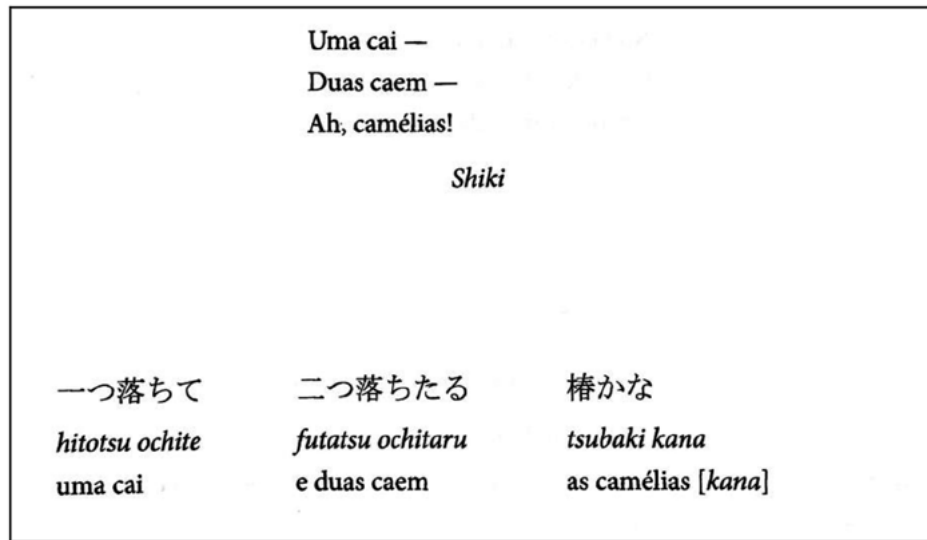 Uma cai —
Duas caem —
Ah, camélias!
Shiki
一つ落ちて 二つ落ちたる 椿かな
hitotsu ochite futatsu ochitaru tsubaki kana
uma cai e duas caem as camélias [kana]